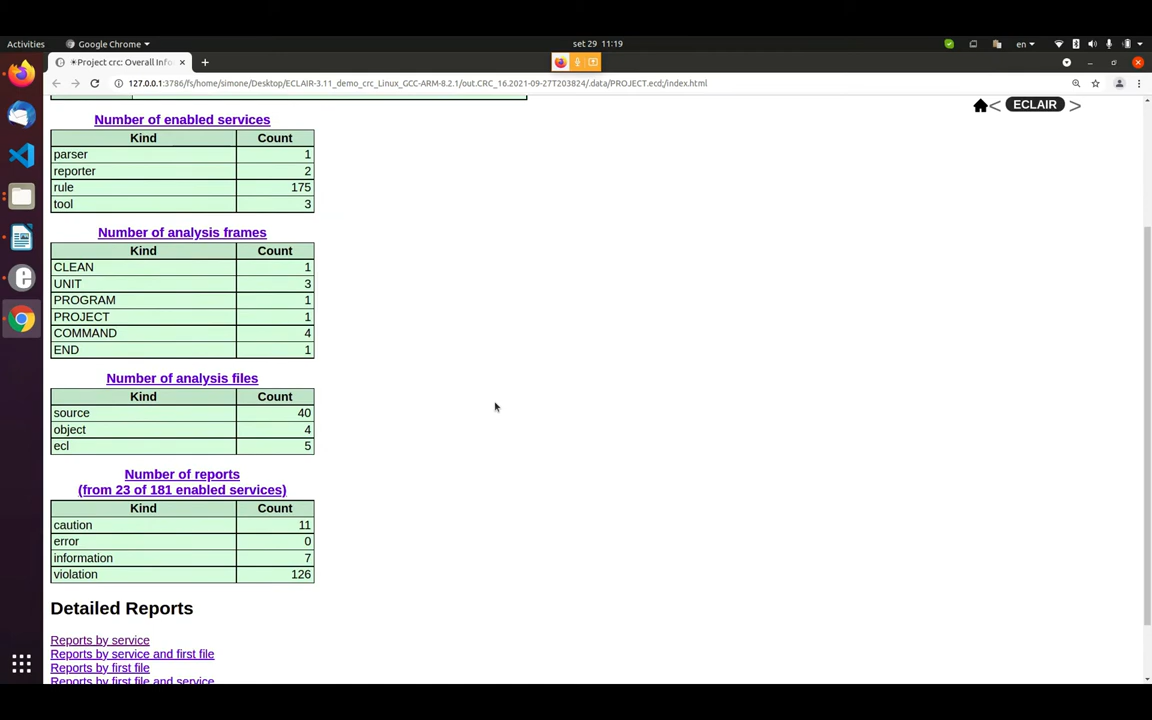 Activities Google Chrome set 29 11:19 en
*Project crc: Overall Info
127.0.0.1:3786/fs/home/simone/Desktop/ECLAIR-3.11_demo_crc_Linux_GCC-ARM-8.2.1/out.CRC_16.2021-09-27T203824/.data/PROJECT.ecd;/index.html
< ECLAIR >
Number of enabled services
Kind Count
parser 1
reporter 2
rule 175
tool 3
Number of analysis frames
Kind Count
CLEAN 1
UNIT 3
PROGRAM 1
PROJECT 1
COMMAND 4
END 1
Number of analysis files
Kind Count
source 40
object 4
ecl 5
Number of reports
(from 23 of 181 enabled services)
Kind Count
caution 11
error 0
information 7
violation 126
Detailed Reports
Reports by service
Reports by service and first file
Reports by first file
Reports by first file and service